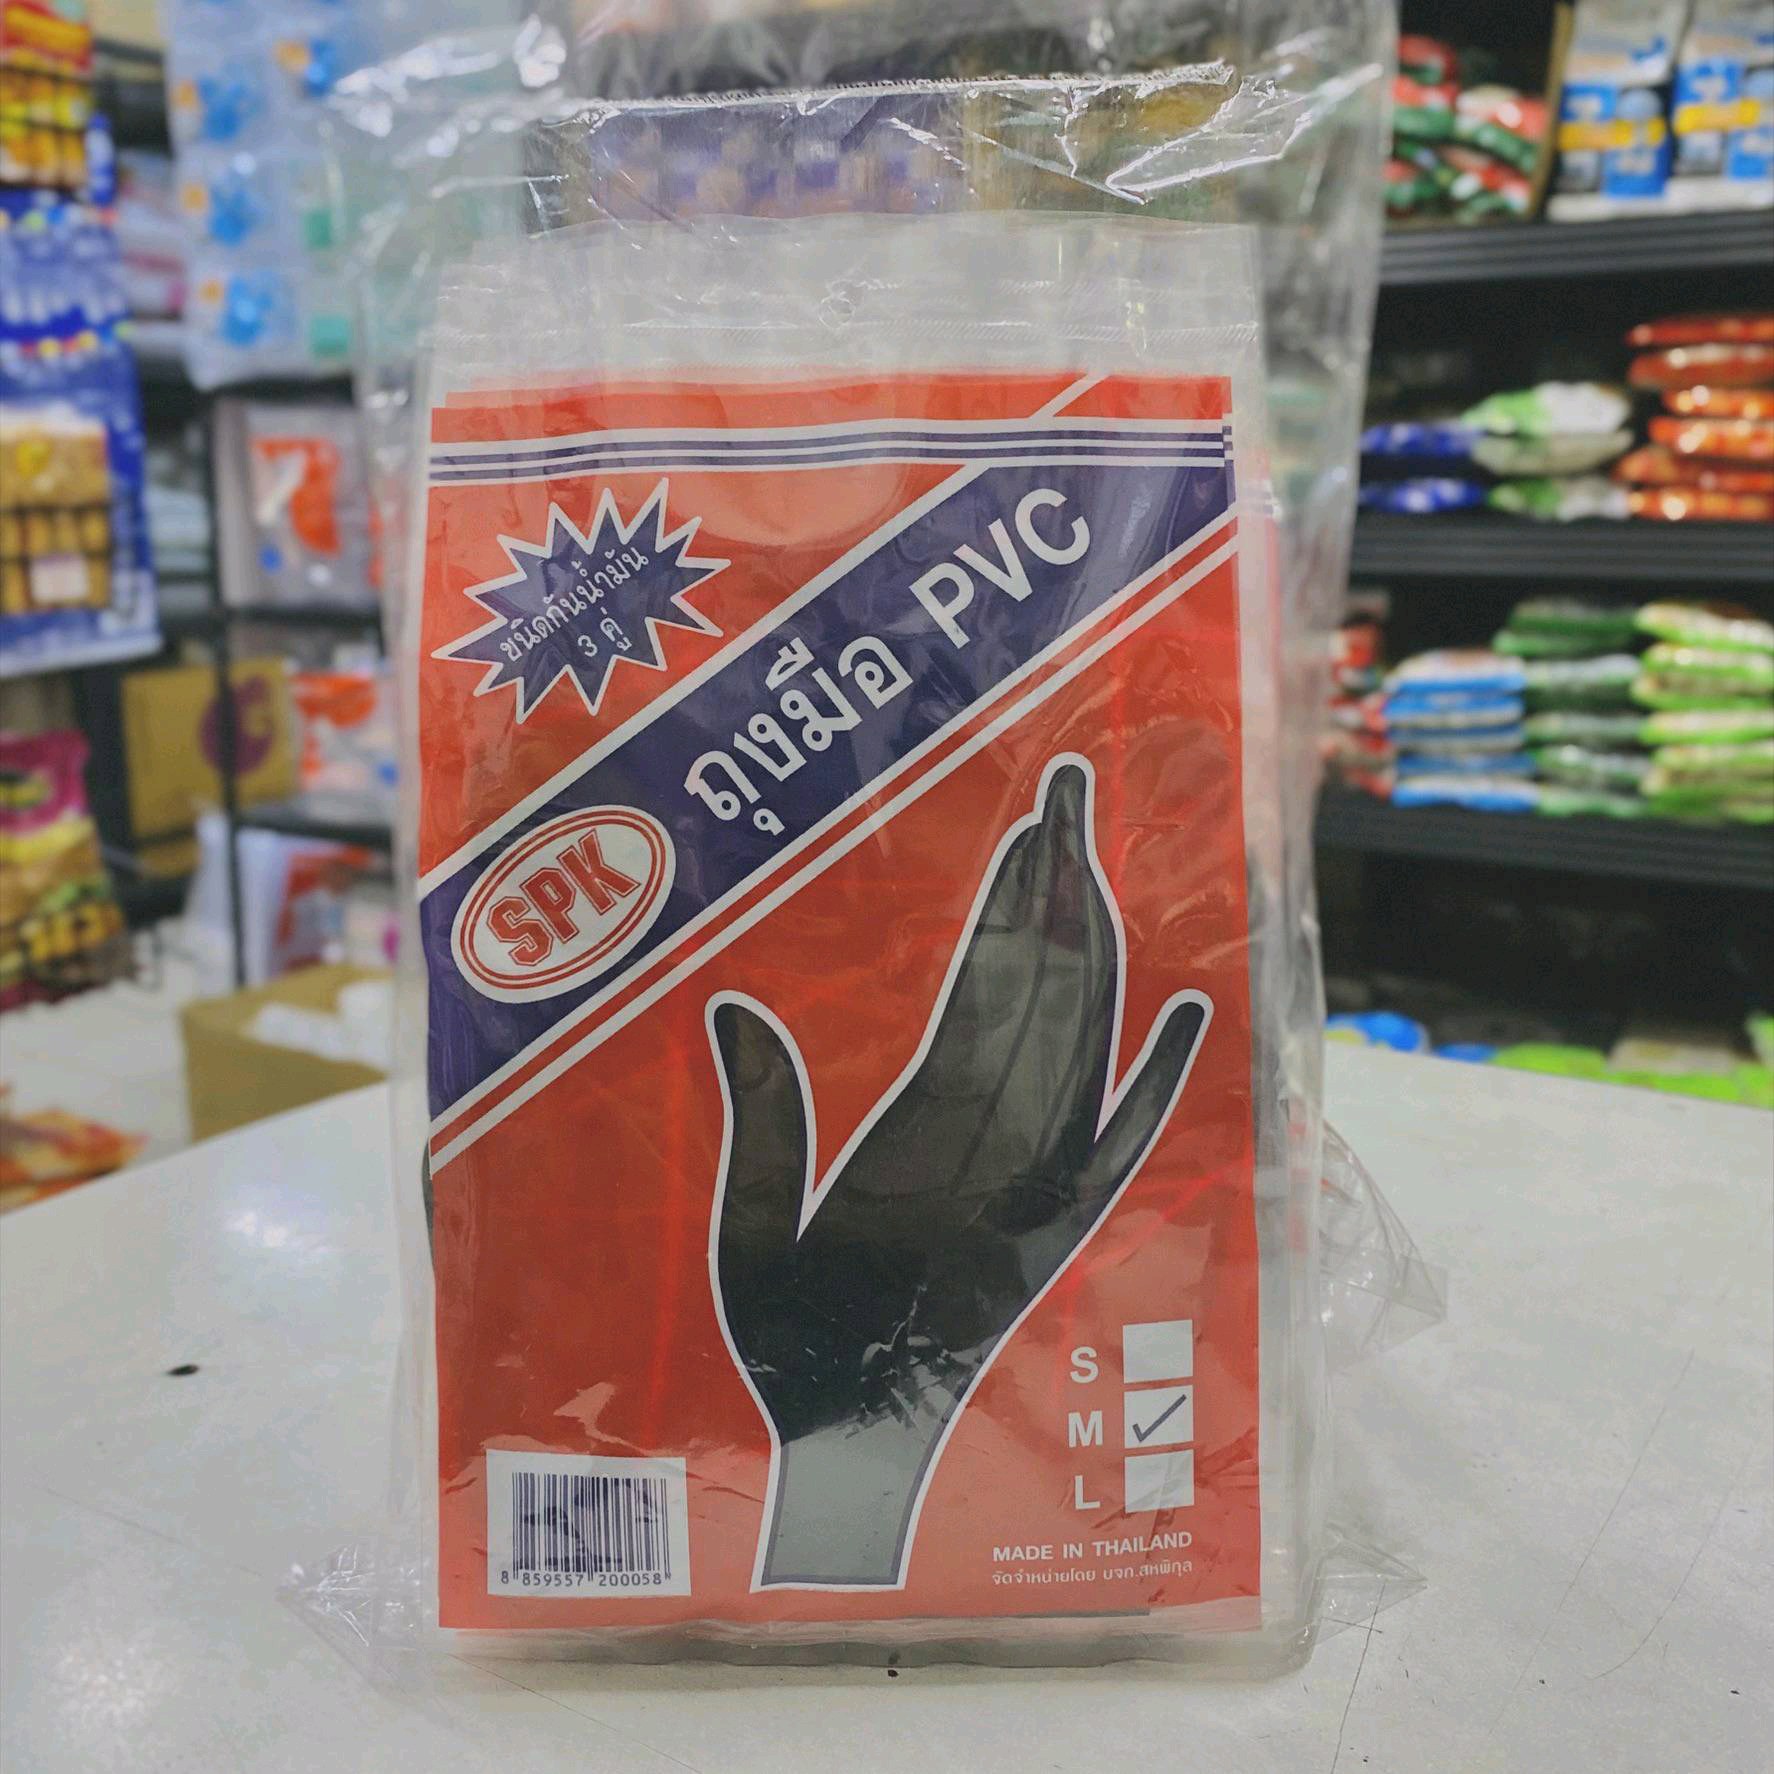 ชนิดกันน้ำมัน
3 คู่
ถุงมือ PVC
SPK
S
M
L
MADE IN THAILAND
จัดจำหน่ายโดย บจก.สหพิกุล
8 859557 200058